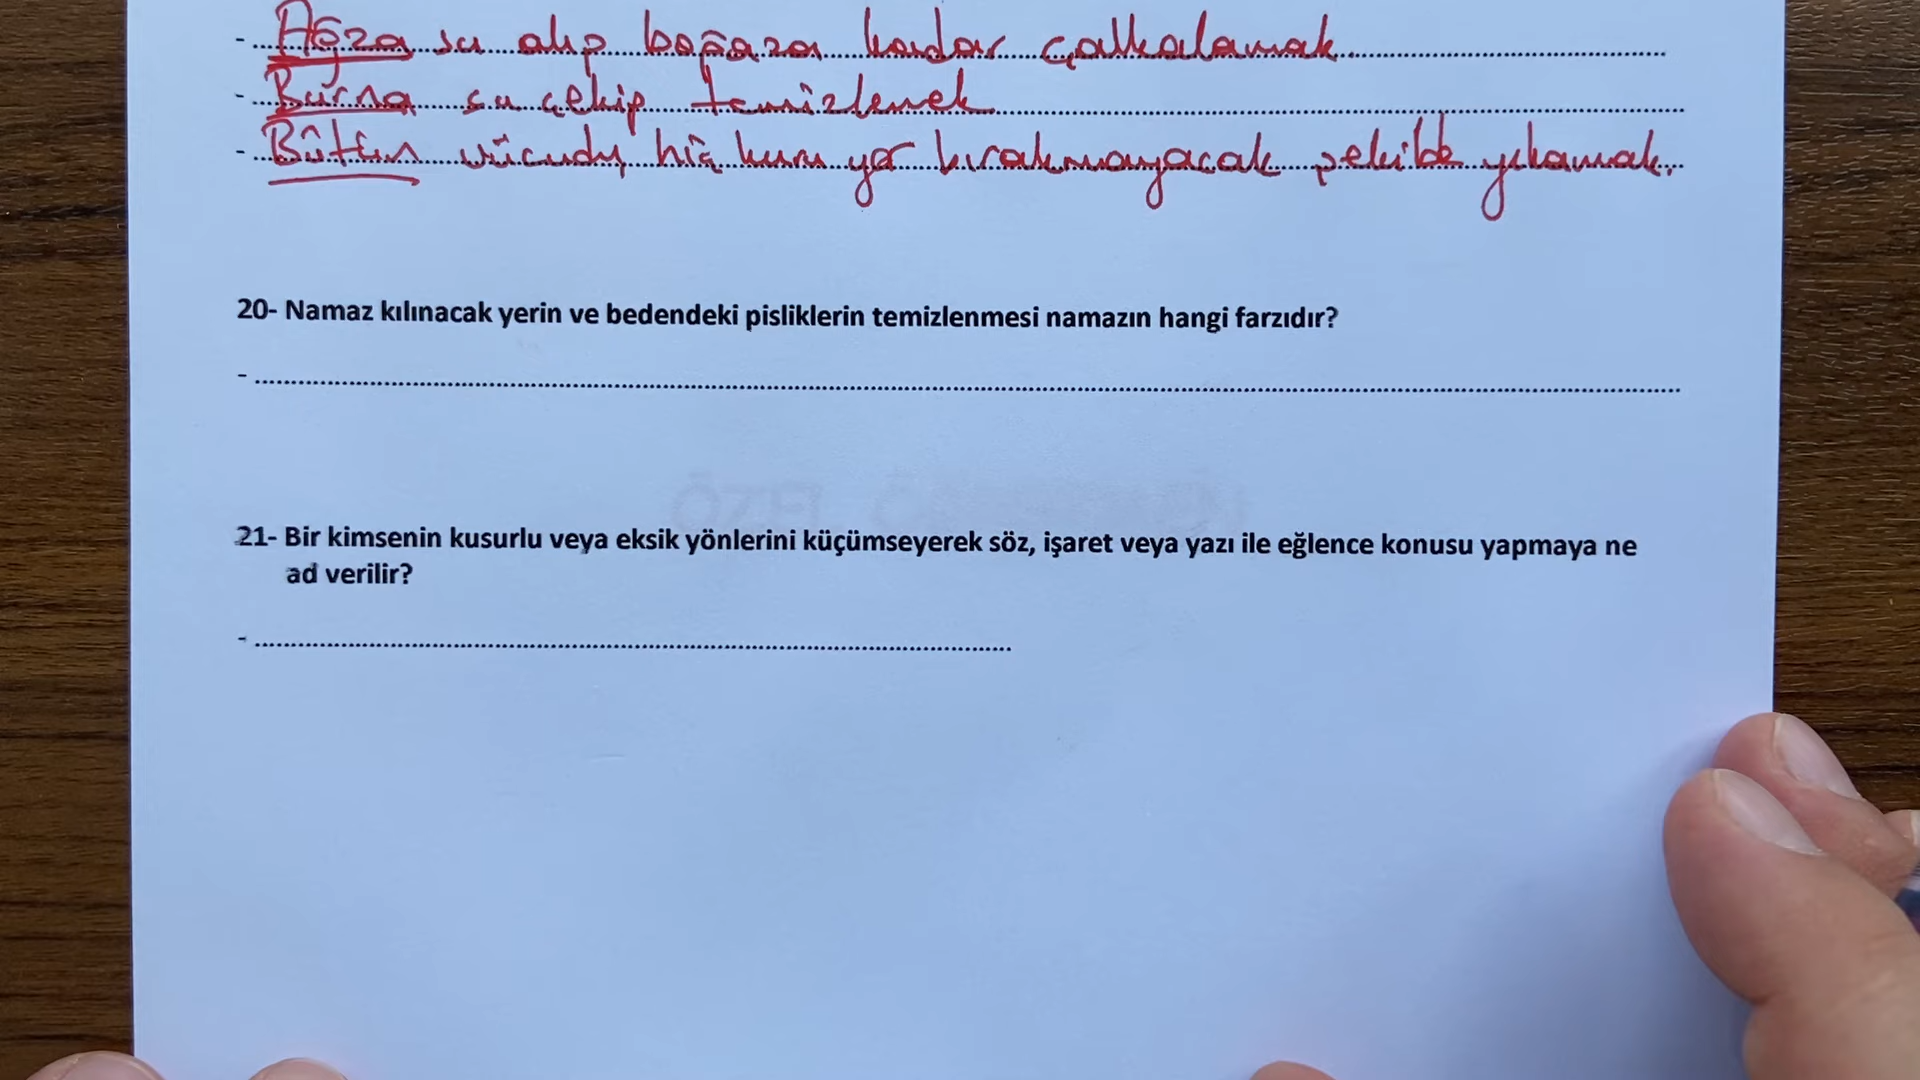 - Ağza su alıp boğaza kadar çalkalamak.
- Burna su çekip temizlemek
- Bütün vücudu hiç kuru yer bırakmayacak şekilde yıkamak.
20- Namaz kılınacak yerin ve bedendeki pisliklerin temizlenmesi namazın hangi farzıdır?
-
21- Bir kimsenin kusurlu veya eksik yönlerini küçümseyerek söz, işaret veya yazı ile eğlence konusu yapmaya ne
ad verilir?
-